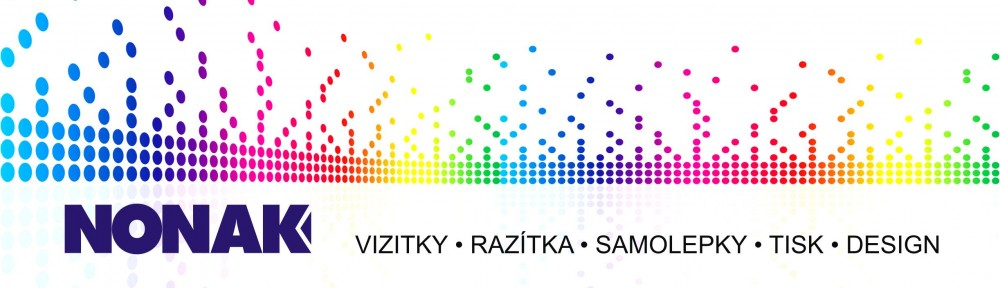 NONAK
VIZITKY • RAZÍTKA • SAMOLEPKY • TISK • DESIGN